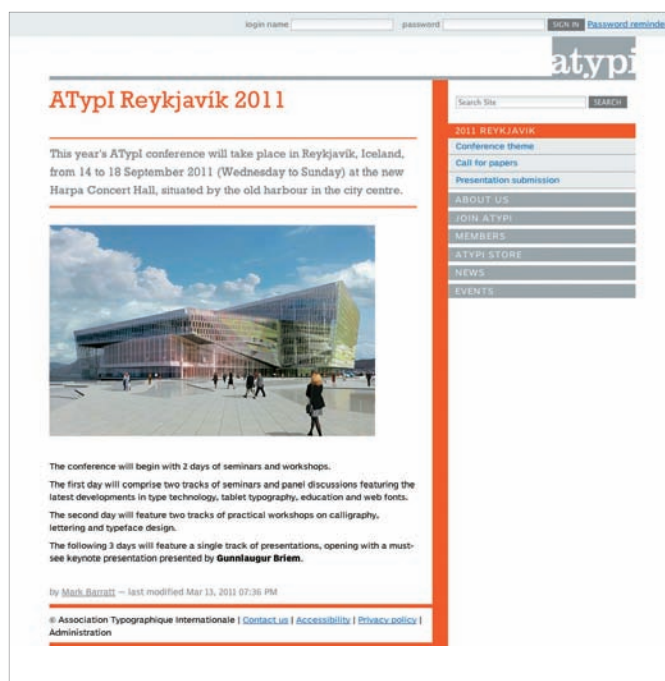 login name password SIGN IN Password reminde
atypi
ATypI Reykjavík 2011
This year's ATypI conference will take place in Reykjavík, Iceland,
from 14 to 18 September 2011 (Wednesday to Sunday) at the new
Harpa Concert Hall, situated by the old harbour in the city centre.
The conference will begin with 2 days of seminars and workshops.
The first day will comprise two tracks of seminars and panel discussions featuring the
latest developments in type technology, tablet typography, education and web fonts.
The second day will feature two tracks of practical workshops on calligraphy,
lettering and typeface design.
The following 3 days will feature a single track of presentations, opening with a must-
see keynote presentation presented by Gunnlaugur Briem.
by Mark Barratt — last modified Mar 13, 2011 07:36 PM
© Association Typographique Internationale | Contact us | Accessibility | Privacy policy |
Administration
Search Site SEARCH
2011 REYKJAVIK
Conference theme
Call for papers
Presentation submission
ABOUT US
JOIN ATYPI
MEMBERS
ATYPI STORE
NEWS
EVENTS